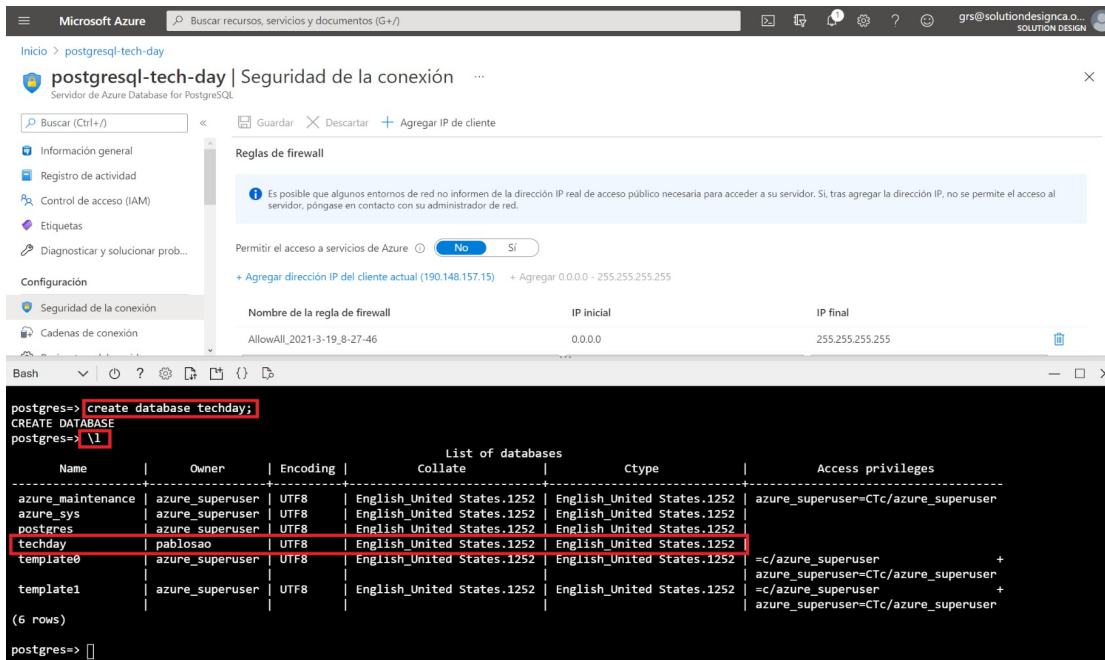 Microsoft Azure
Buscar recursos, servicios y documentos (G+/)
1
grs@solutiondesignca.o...
SOLUTION DESIGN
Inicio > postgresql-tech-day
postgresql-tech-day | Seguridad de la conexión ...
Servidor de Azure Database for PostgreSQL
Buscar (Ctrl+/)
«
Guardar
Descartar
+ Agregar IP de cliente
Información general
Registro de actividad
Control de acceso (IAM)
Etiquetas
Diagnosticar y solucionar prob...
Configuración
Seguridad de la conexión
Cadenas de conexión
Reglas de firewall
Es posible que algunos entornos de red no informen de la dirección IP real de acceso público necesaria para acceder a su servidor. Si, tras agregar la dirección IP, no se permite el acceso al
servidor, póngase en contacto con su administrador de red.
Permitir el acceso a servicios de Azure No Sí
+ Agregar dirección IP del cliente actual (190.148.157.15) + Agregar 0.0.0.0 - 255.255.255.255
Nombre de la regla de firewall IP inicial IP final
AllowAll_2021-3-19_8-27-46 0.0.0.0 255.255.255.255
Bash
postgres=> create database techday;
CREATE DATABASE
postgres=> \l
List of databases
Name | Owner | Encoding | Collate | Ctype | Access privileges
azure_maintenance | azure_superuser | UTF8 | English_United States.1252 | English_United States.1252 | azure_superuser=CTc/azure_superuser
azure_sys | azure_superuser | UTF8 | English_United States.1252 | English_United States.1252 |
postgres | azure_superuser | UTF8 | English_United States.1252 | English_United States.1252 |
techday | pablosao | UTF8 | English_United States.1252 | English_United States.1252 |
template0 | azure_superuser | UTF8 | English_United States.1252 | English_United States.1252 | =c/azure_superuser +
| | | | | azure_superuser=CTc/azure_superuser
template1 | azure_superuser | UTF8 | English_United States.1252 | English_United States.1252 | =c/azure_superuser +
| | | | | azure_superuser=CTc/azure_superuser
(6 rows)
postgres=>